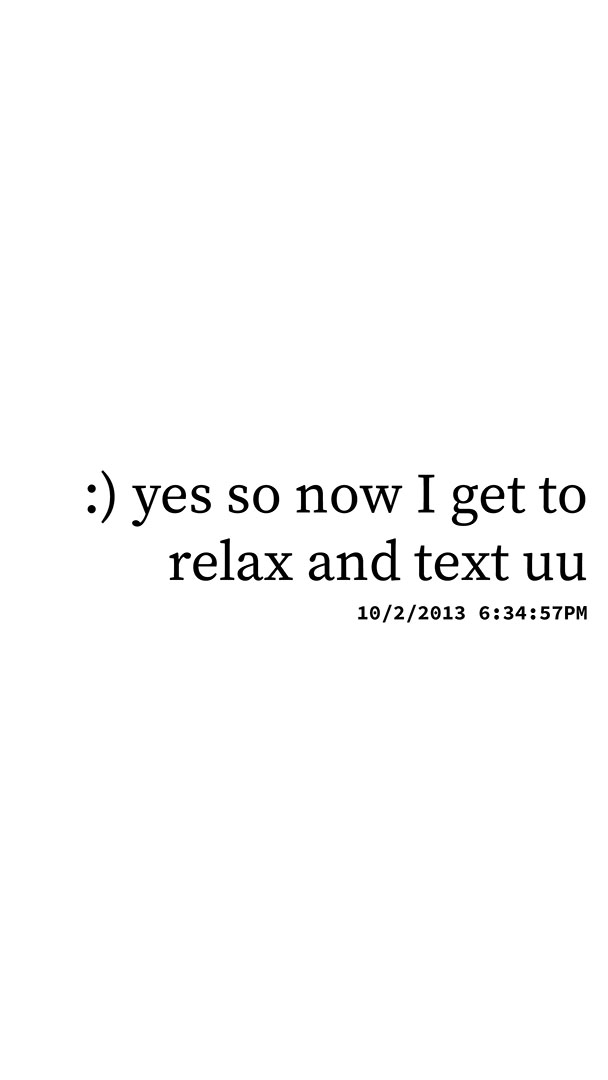 :) yes so now I get to
relax and text uu
10/2/2013 6:34:57PM